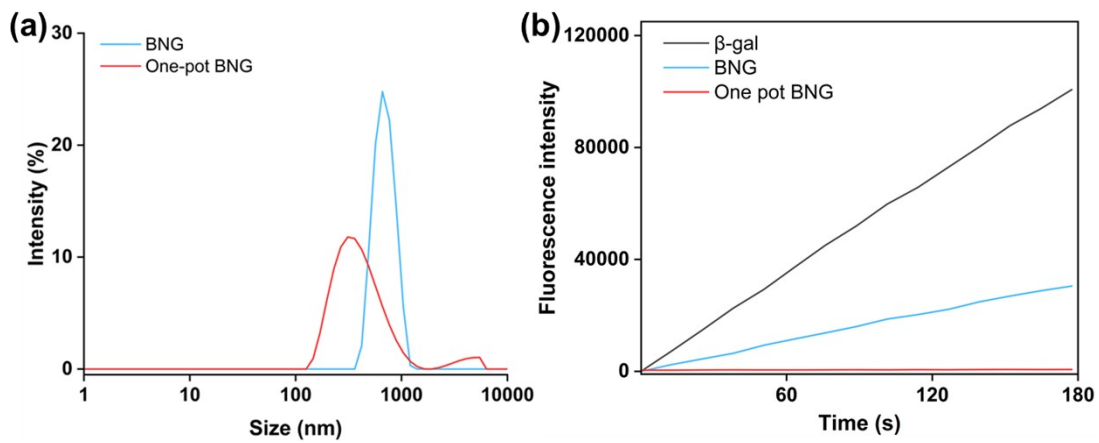 (a)
BNG
One-pot BNG
Intensity (%)
30
20
10
0
1
10
100
1000
10000
Size (nm)
(b)
β-gal
BNG
One pot BNG
Fluorescence intensity
120000
80000
40000
0
60
120
180
Time (s)